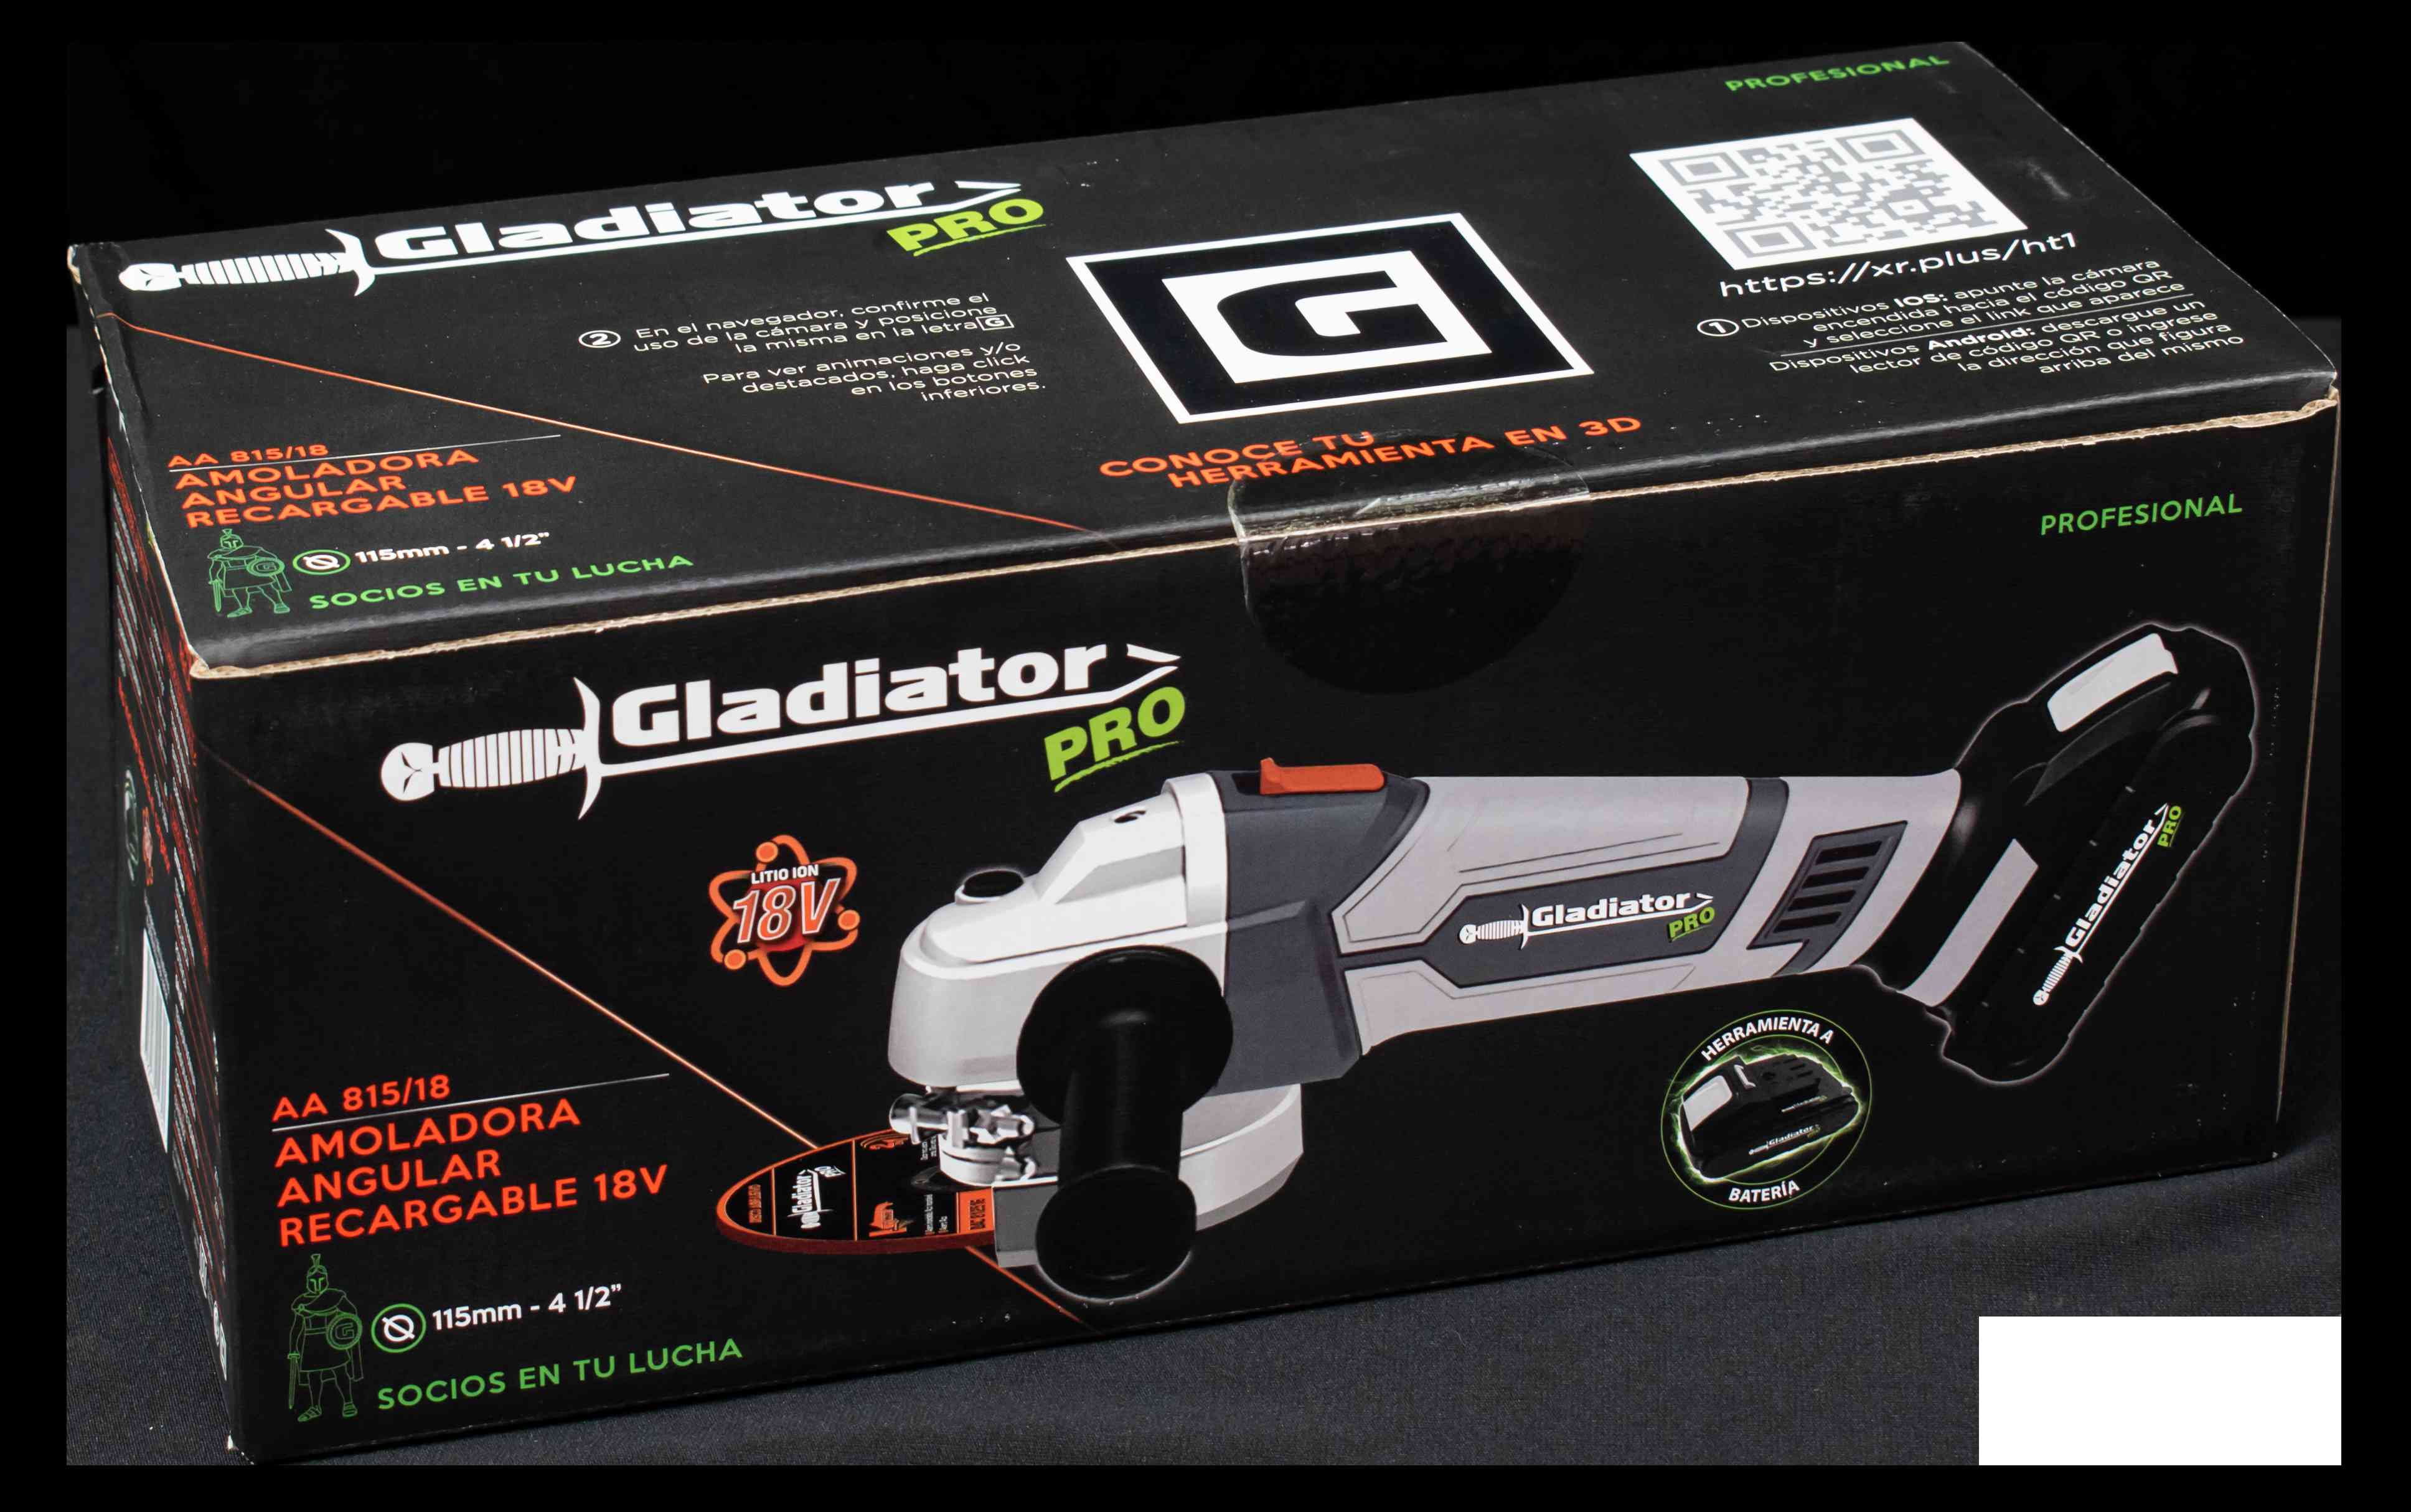 PROFESIONAL
Gladiator
PRO
https://xr.plus/ht1
1 Dispositivos IOS: apunte la cámara
encendida hacia el código QR
y seleccione el link que aparece
Dispositivos Android: descargue un
lector de código QR o ingrese
la dirección que figura
arriba del mismo
2 En el navegador, confirme el
uso de la cámara y posicione
la misma en la letra G
Para ver animaciones y/o
destacados, haga click
en los botones
inferiores.
G
CONOCE TU
HERRAMIENTA EN 3D
AA 815/18
AMOLADORA
ANGULAR
RECARGABLE 18V
115mm - 4 1/2"
SOCIOS EN TU LUCHA
PROFESIONAL
Gladiator
PRO
LITIO ION
18V
Gladiator
PRO
Gladiator
PRO
Gladiator
PRO
HERRAMIENTA A
Gladiator
BATERÍA
AA 815/18
AMOLADORA
ANGULAR
RECARGABLE 18V
115mm - 4 1/2"
G
SOCIOS EN TU LUCHA